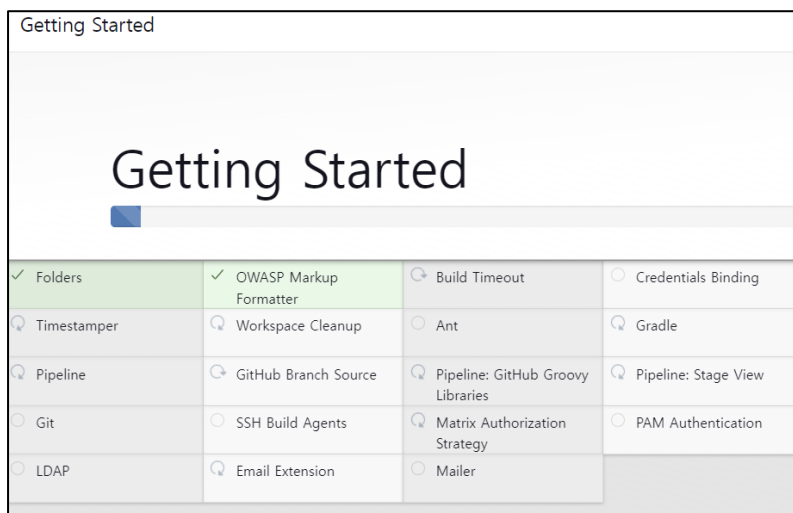 Getting Started
Getting Started
Folders
OWASP Markup
Formatter
Build Timeout
Credentials Binding
Timestamper
Workspace Cleanup
Ant
Gradle
Pipeline
GitHub Branch Source
Pipeline: GitHub Groovy
Libraries
Pipeline: Stage View
Git
SSH Build Agents
Matrix Authorization
Strategy
PAM Authentication
LDAP
Email Extension
Mailer